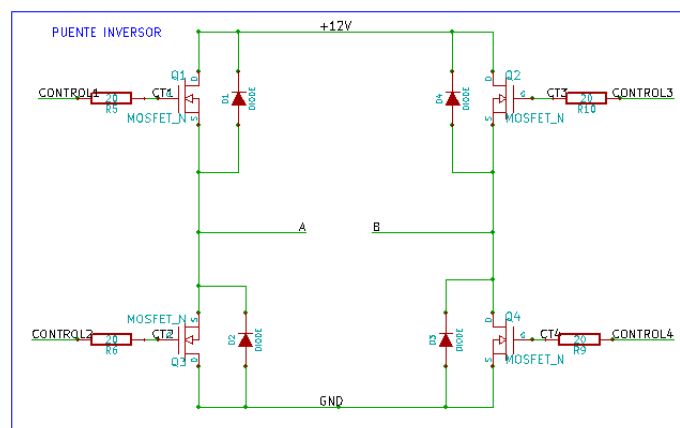 PUENTE INVERSOR
+12V
Q1
D
CONTROL1
20
R5
CT1
G
S
MOSFET_N
D1
DIODE
D4
DIODE
Q2
D
G
S
MOSFET_N
CT3
20
R10
CONTROL3
A
B
MOSFET_N
S
CONTROL2
20
R6
CT2
G
D
Q3
D2
DIODE
D3
DIODE
Q4
D
G
S
MOSFET_N
CT4
20
R9
CONTROL4
GND